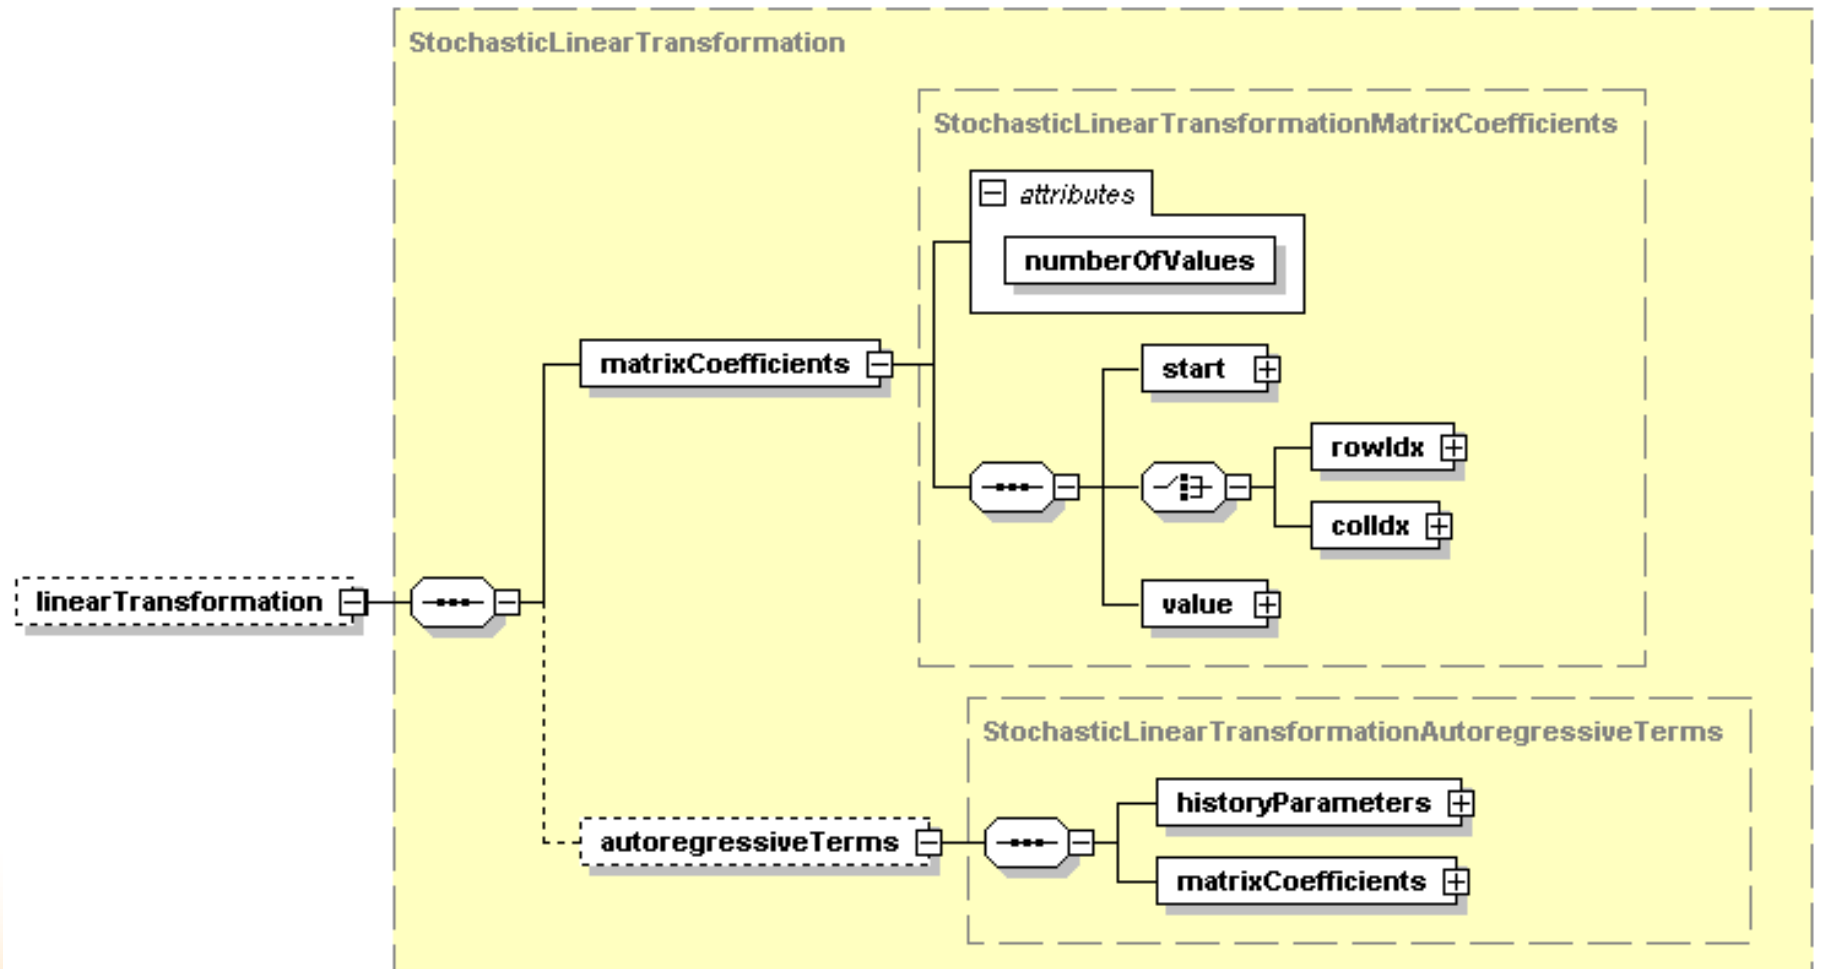 StochasticLinearTransformation
StochasticLinearTransformationMatrixCoefficients
attributes
numberOfValues
matrixCoefficients
start
rowIdx
colIdx
linearTransformation
value
StochasticLinearTransformationAutoregressiveTerms
historyParameters
autoregressiveTerms
matrixCoefficients